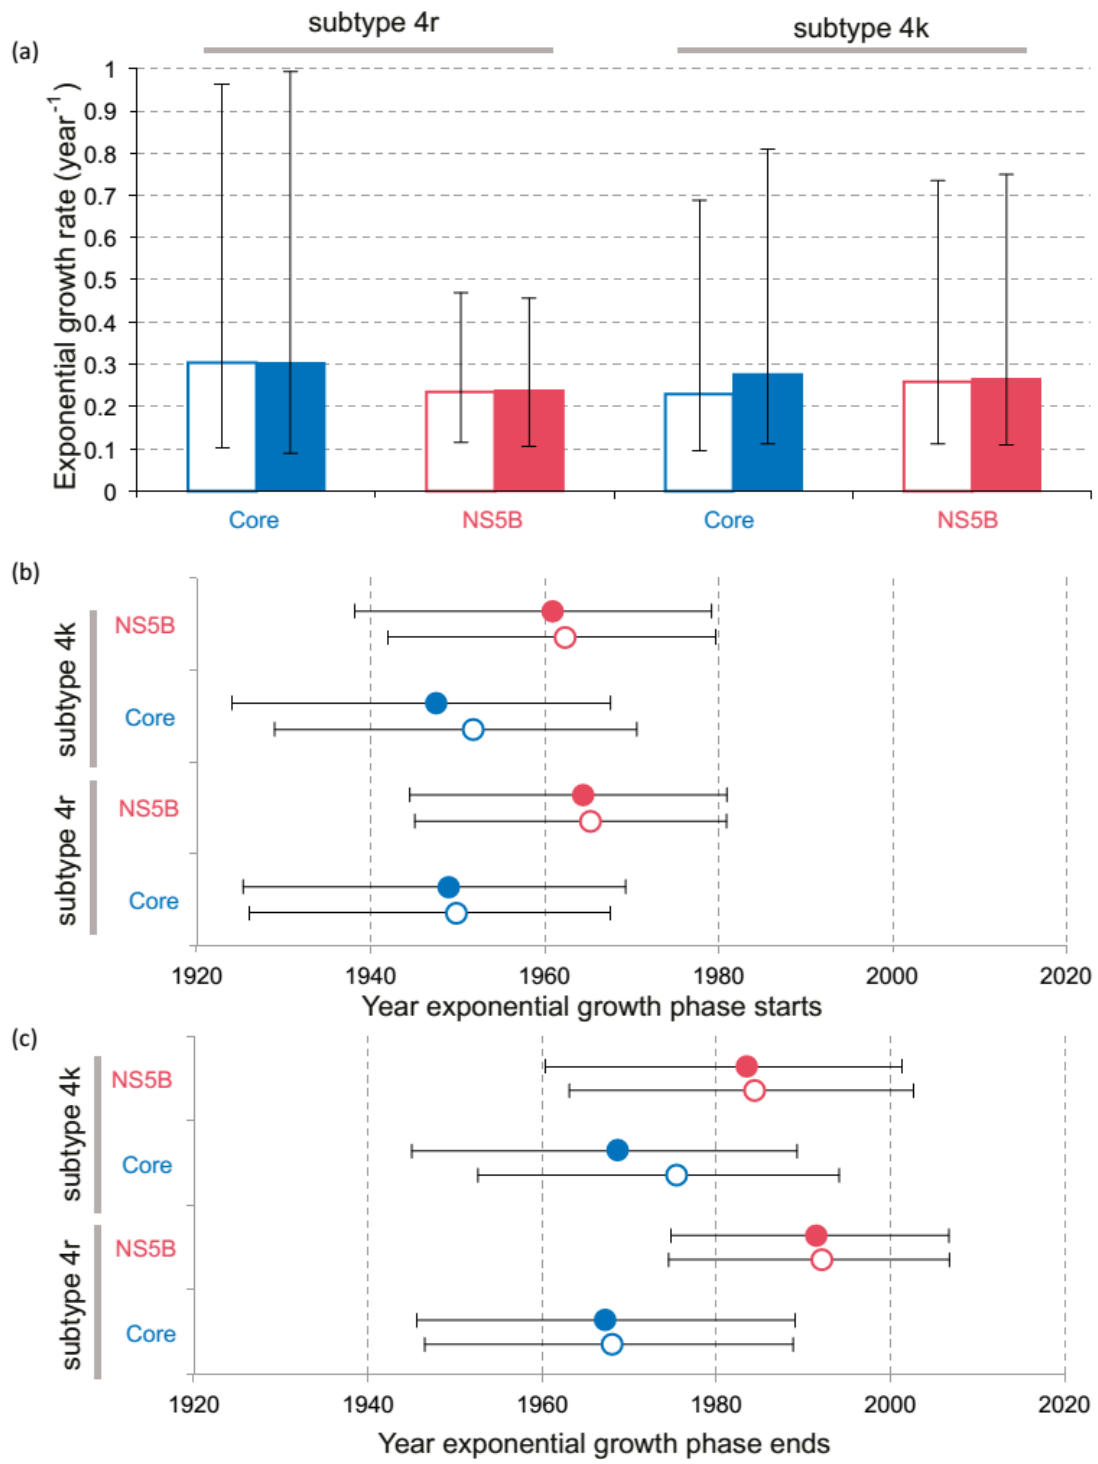 subtype 4r
subtype 4k
(a)
Exponential growth rate (year-1)
1
0.9
0.8
0.7
0.6
0.5
0.4
0.3
0.2
0.1
0
Core
NS5B
Core
NS5B
(b)
subtype 4k
NS5B
Core
subtype 4r
NS5B
Core
1920 1940 1960 1980 2000 2020
Year exponential growth phase starts
(c)
subtype 4k
NS5B
Core
subtype 4r
NS5B
Core
1920 1940 1960 1980 2000 2020
Year exponential growth phase ends